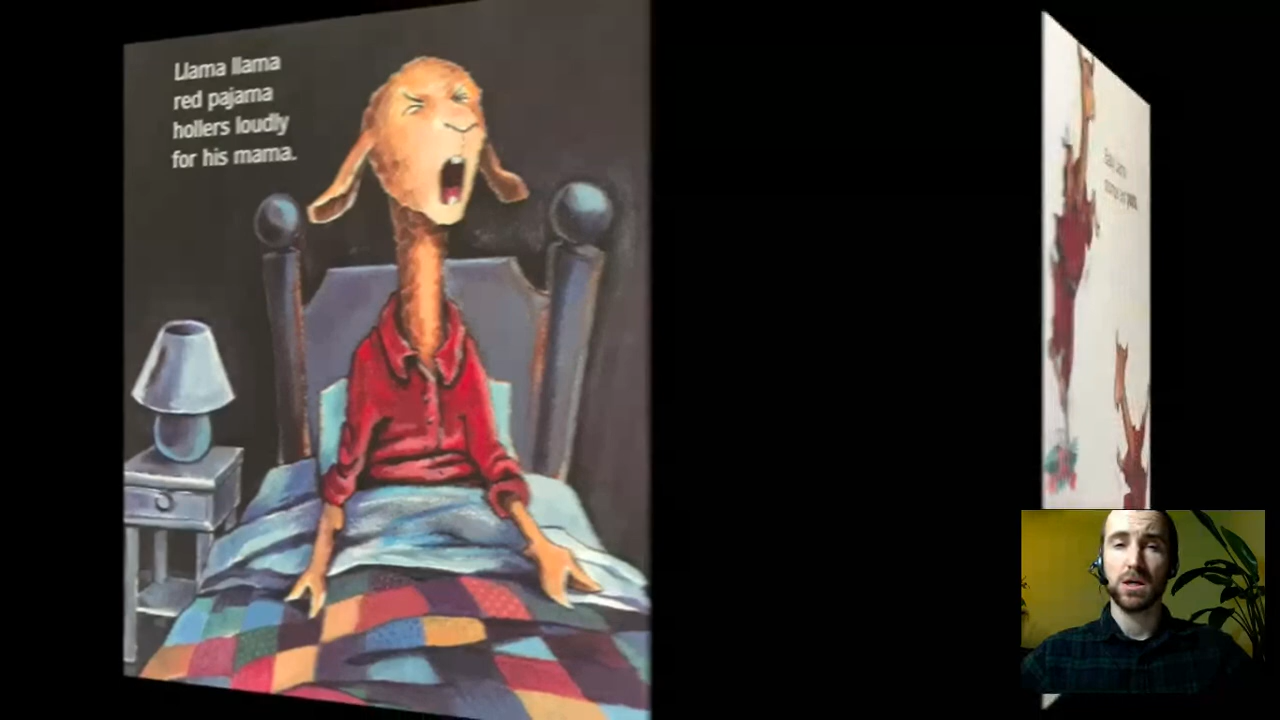 Llama llama
red pajama
hollers loudly
for his mama.